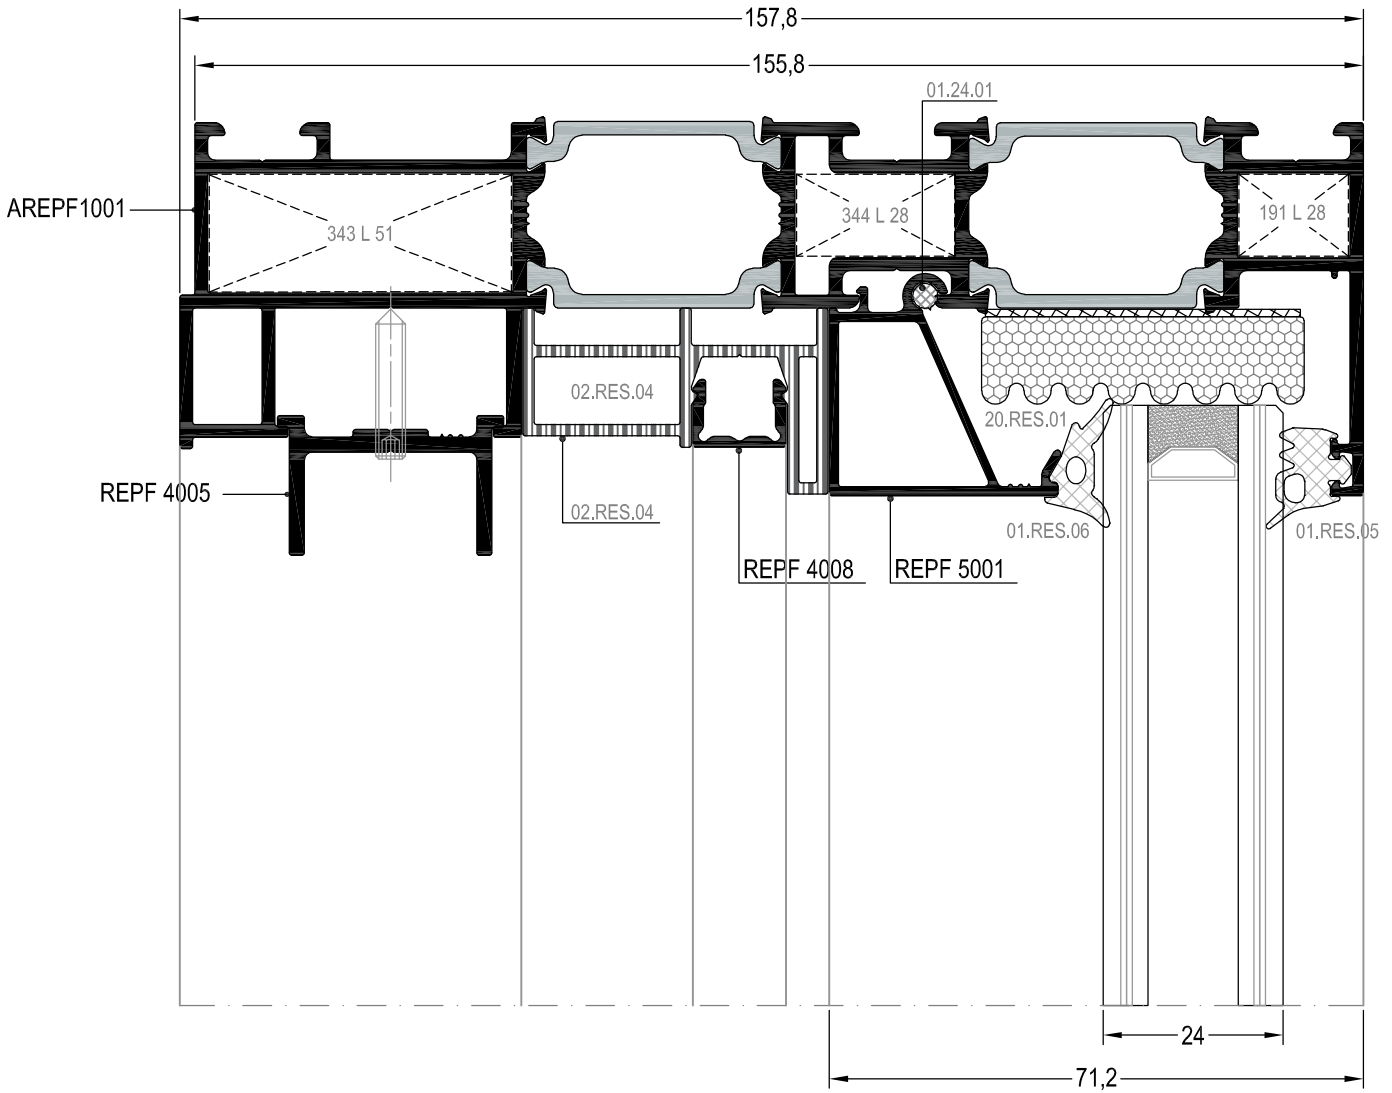 157,8
155,8
01.24.01
AREPF1001
343 L 51
344 L 28
191 L 28
02.RES.04
20.RES.01
REPF 4005
02.RES.04
01.RES.06
01.RES.05
REPF 4008
REPF 5001
24
71,2